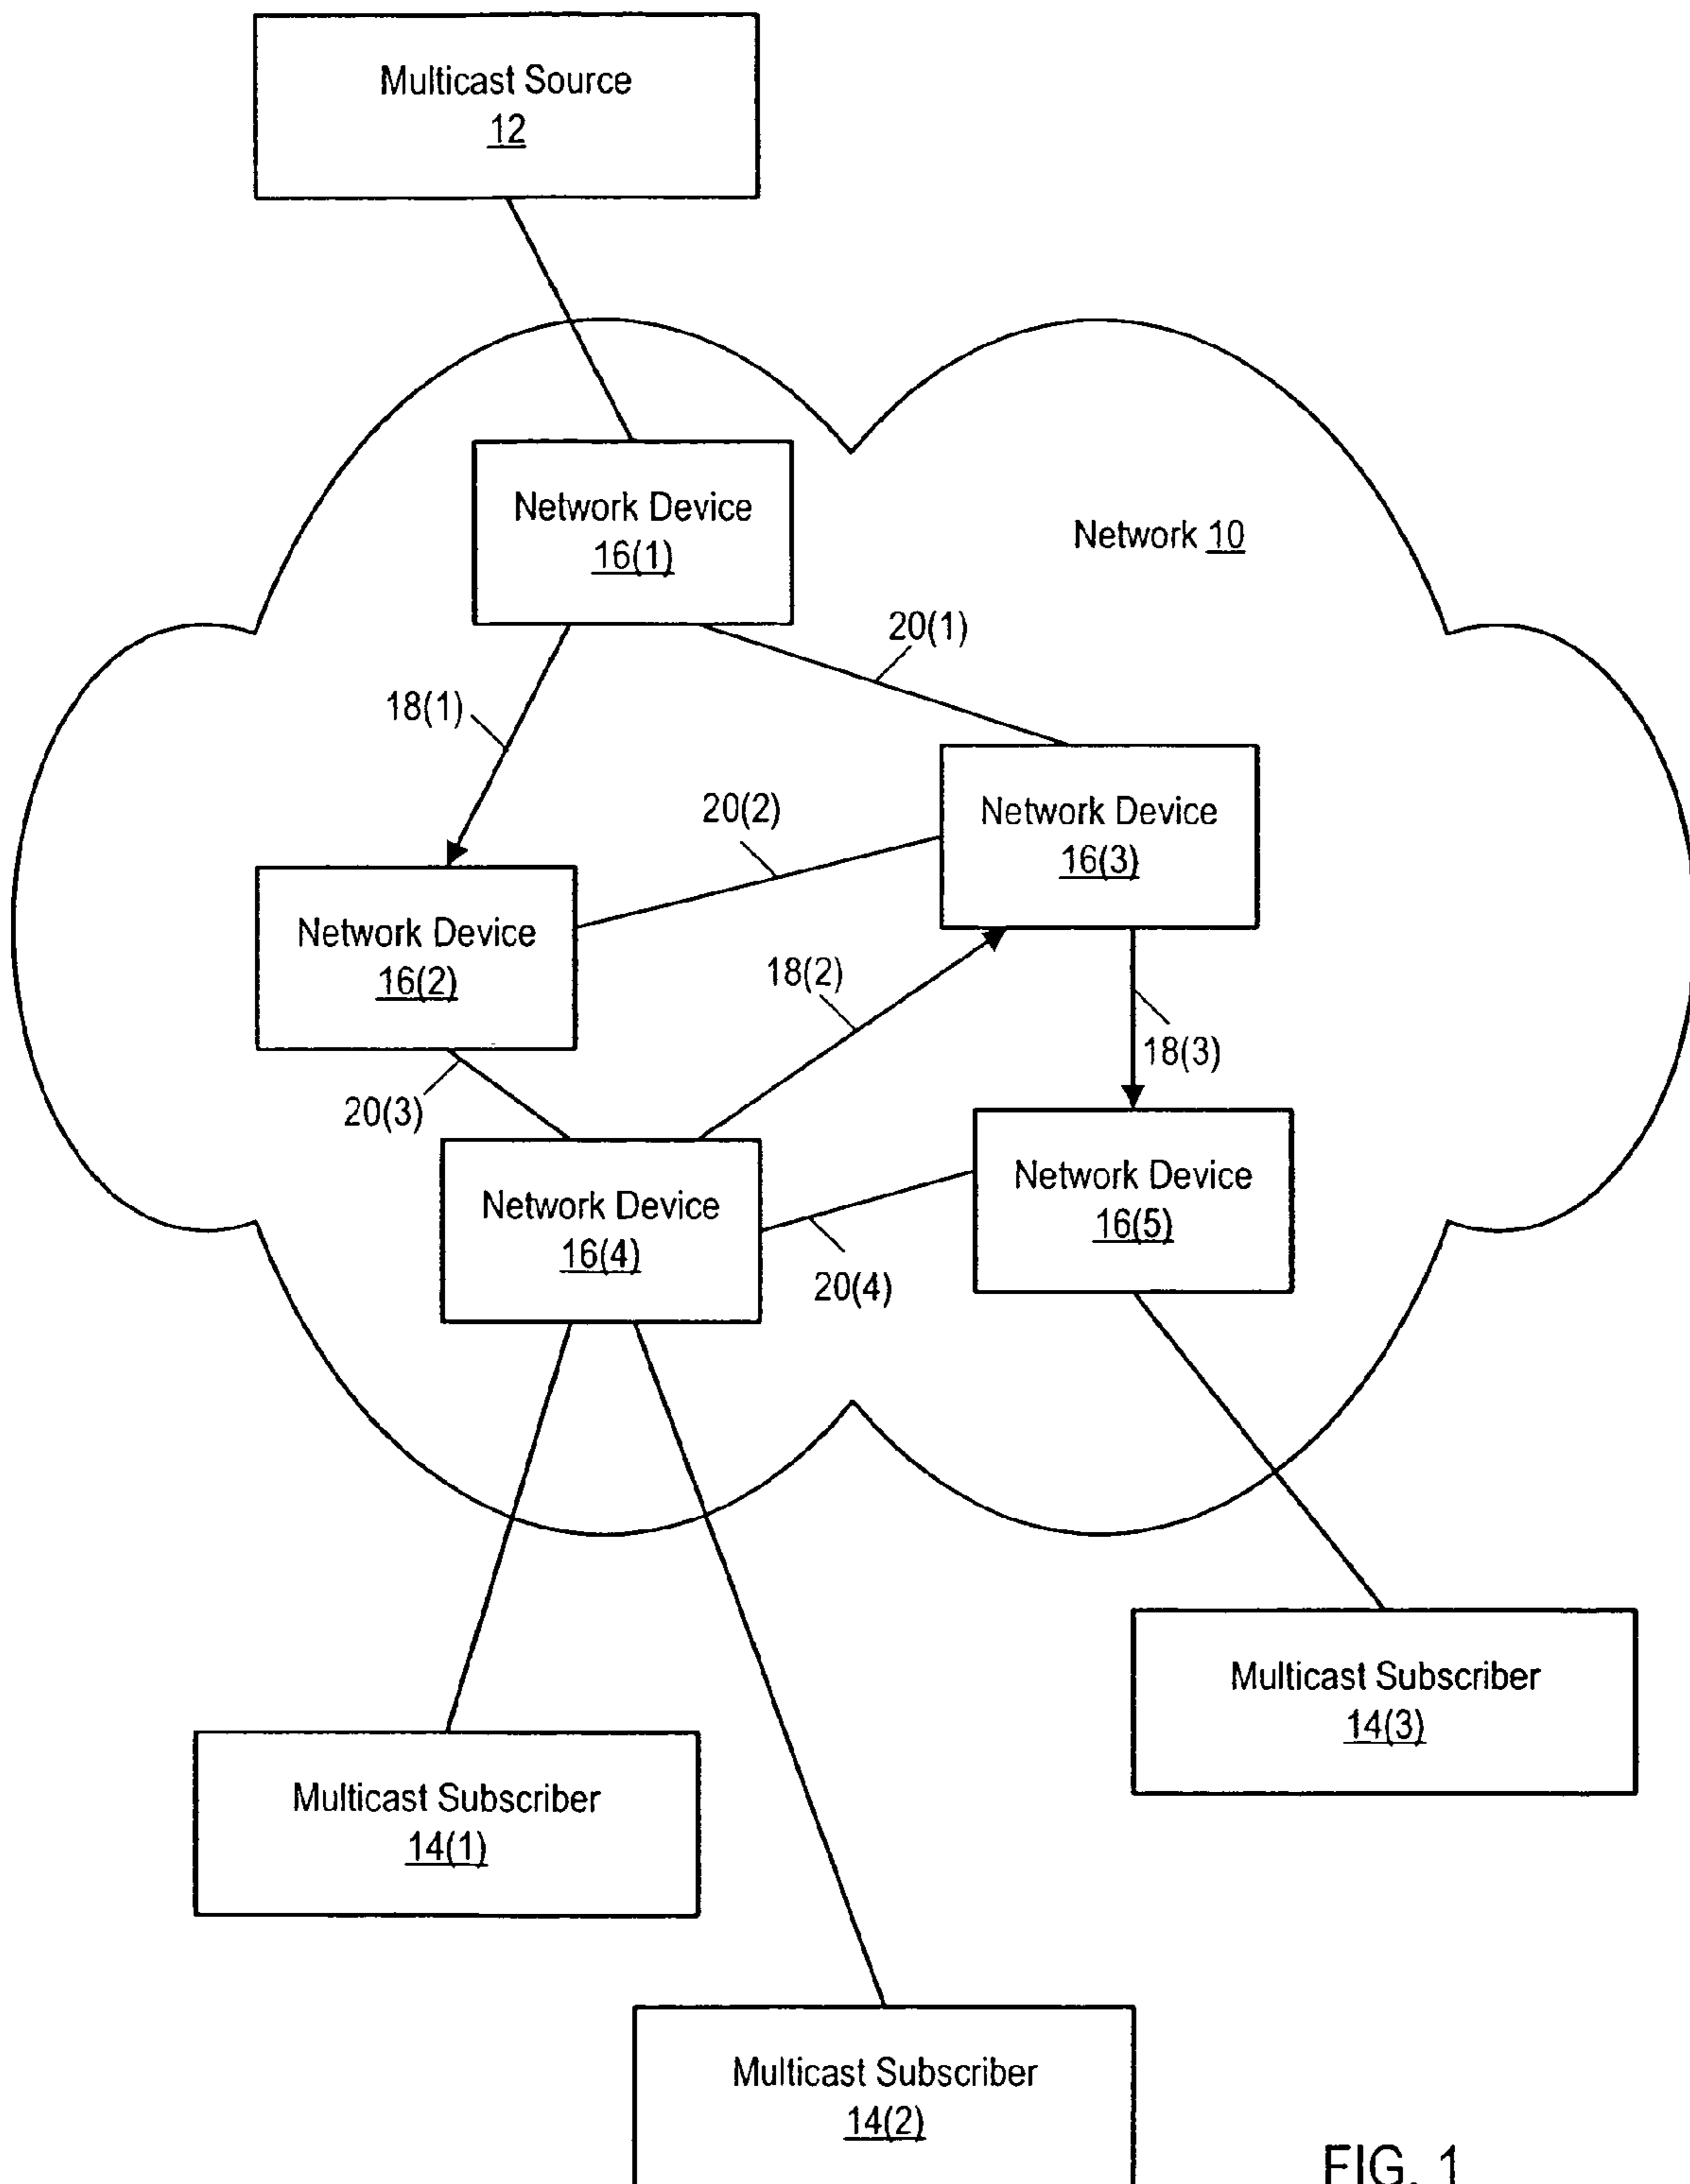 Multicast Source
12
Network Device
16(1)
Network 10
20(1)
18(1)
20(2)
Network Device
16(3)
Network Device
16(2)
18(2)
18(3)
20(3)
Network Device
16(4)
Network Device
16(5)
20(4)
Multicast Subscriber
14(3)
Multicast Subscriber
14(1)
Multicast Subscriber
14(2)
FIG. 1